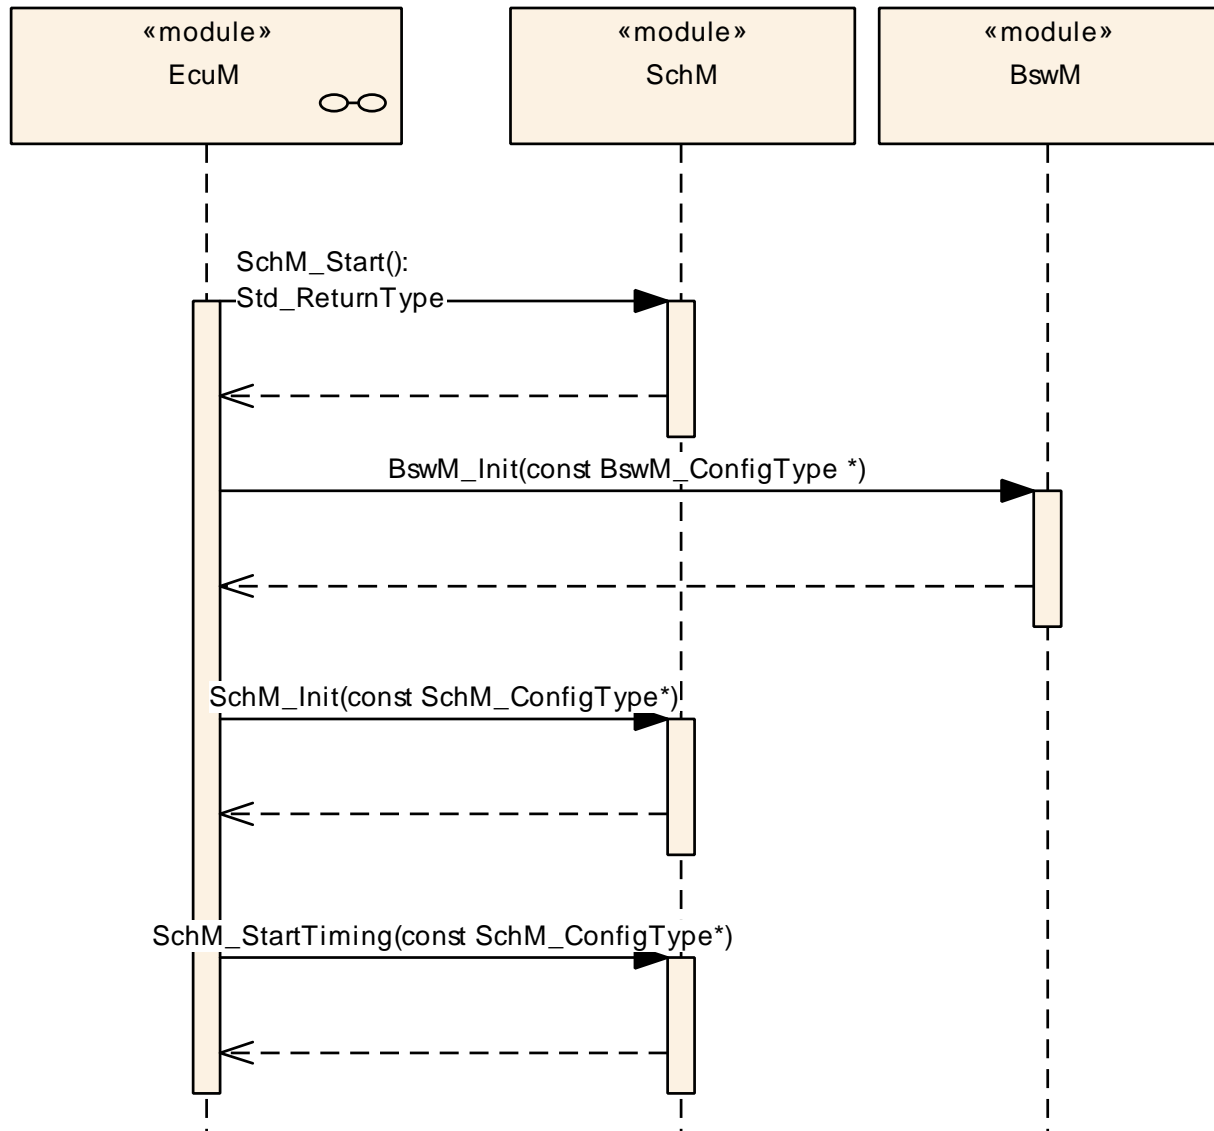 «module»
EcuM
«module»
SchM
«module»
BswM
SchM_Start():
Std_ReturnType
BswM_Init(const BswM_ConfigType *)
SchM_Init(const SchM_ConfigType*)
SchM_StartTiming(const SchM_ConfigType*)